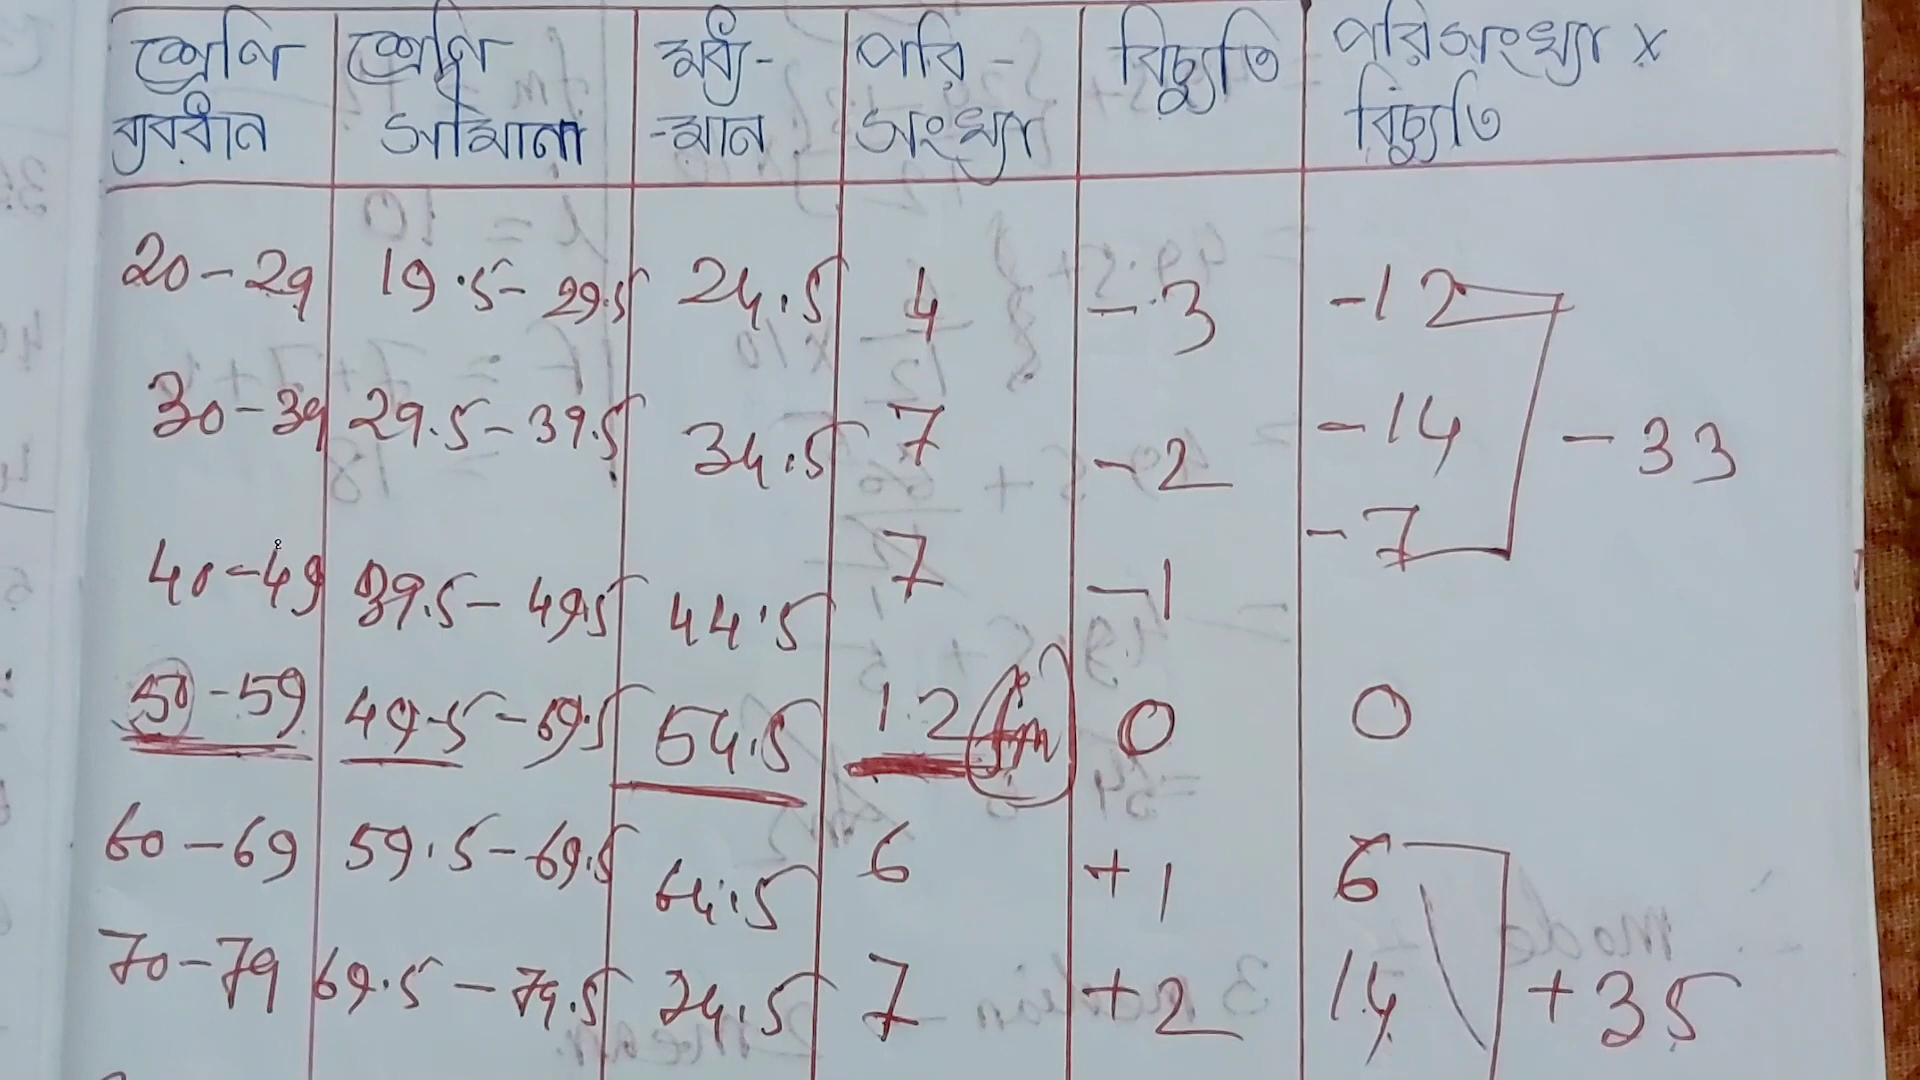 শ্রেণি ব্যবধান | শ্রেণি সীমানা | মধ্য-মান | পরি-সংখ্যা | বিচ্যুতি | পরিসংখ্যা x বিচ্যুতি
20-29 19.5-29.5 24.5 4 -3 -12
30-39 29.5-39.5 34.5 7 -2 -14 -33
40-49 39.5-49.5 44.5 7 -1 -7
50-59 49.5-59.5 54.5 12 fm 0 0
60-69 59.5-69.5 64.5 6 +1 6
70-79 69.5-79.5 74.5 7 +2 14 +35